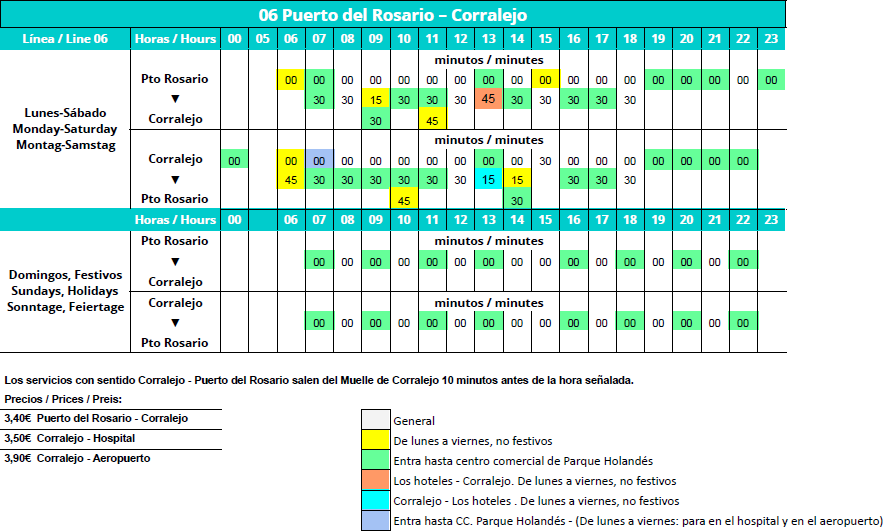 06 Puerto del Rosario – Corralejo
Línea / Line 06 Horas / Hours 00 05 06 07 08 09 10 11 12 13 14 15 16 17 18 19 20 21 22 23
minutos / minutes
Lunes-Sábado
Monday-Saturday
Montag-Samstag
Pto Rosario 00 00 00 00 00 00 00 00 00 00 00 00 00 00 00 00 00 00
▼ 30 30 15 30 30 30 45 30 30 30 30
Corralejo 30 45
minutos / minutes
Corralejo 00 00 00 00 00 00 00 00 00 00 30 00 00 00 00 00 00 00
▼ 45 30 30 30 30 30 30 15 15 30 30 30
Pto Rosario 45 30
Horas / Hours 00 06 07 08 09 10 11 12 13 14 15 16 17 18 19 20 21 22 23
Domingos, Festivos
Sundays, Holidays
Sonntage, Feiertage
Pto Rosario minutos / minutes
▼ 00 00 00 00 00 00 00 00 00 00 00 00 00 00 00 00
Corralejo
Corralejo minutos / minutes
▼ 00 00 00 00 00 00 00 00 00 00 00 00 00 00 00 00
Pto Rosario
Los servicios con sentido Corralejo - Puerto del Rosario salen del Muelle de Corralejo 10 minutos antes de la hora señalada.
Precios / Prices / Preis:
3,40€ Puerto del Rosario - Corralejo
3,50€ Corralejo - Hospital
3,90€ Corralejo - Aeropuerto
General
De lunes a viernes, no festivos
Entra hasta centro comercial de Parque Holandés
Los hoteles - Corralejo. De lunes a viernes, no festivos
Corralejo - Los hoteles . De lunes a viernes, no festivos
Entra hasta CC. Parque Holandés - (De lunes a viernes: para en el hospital y en el aeropuerto)